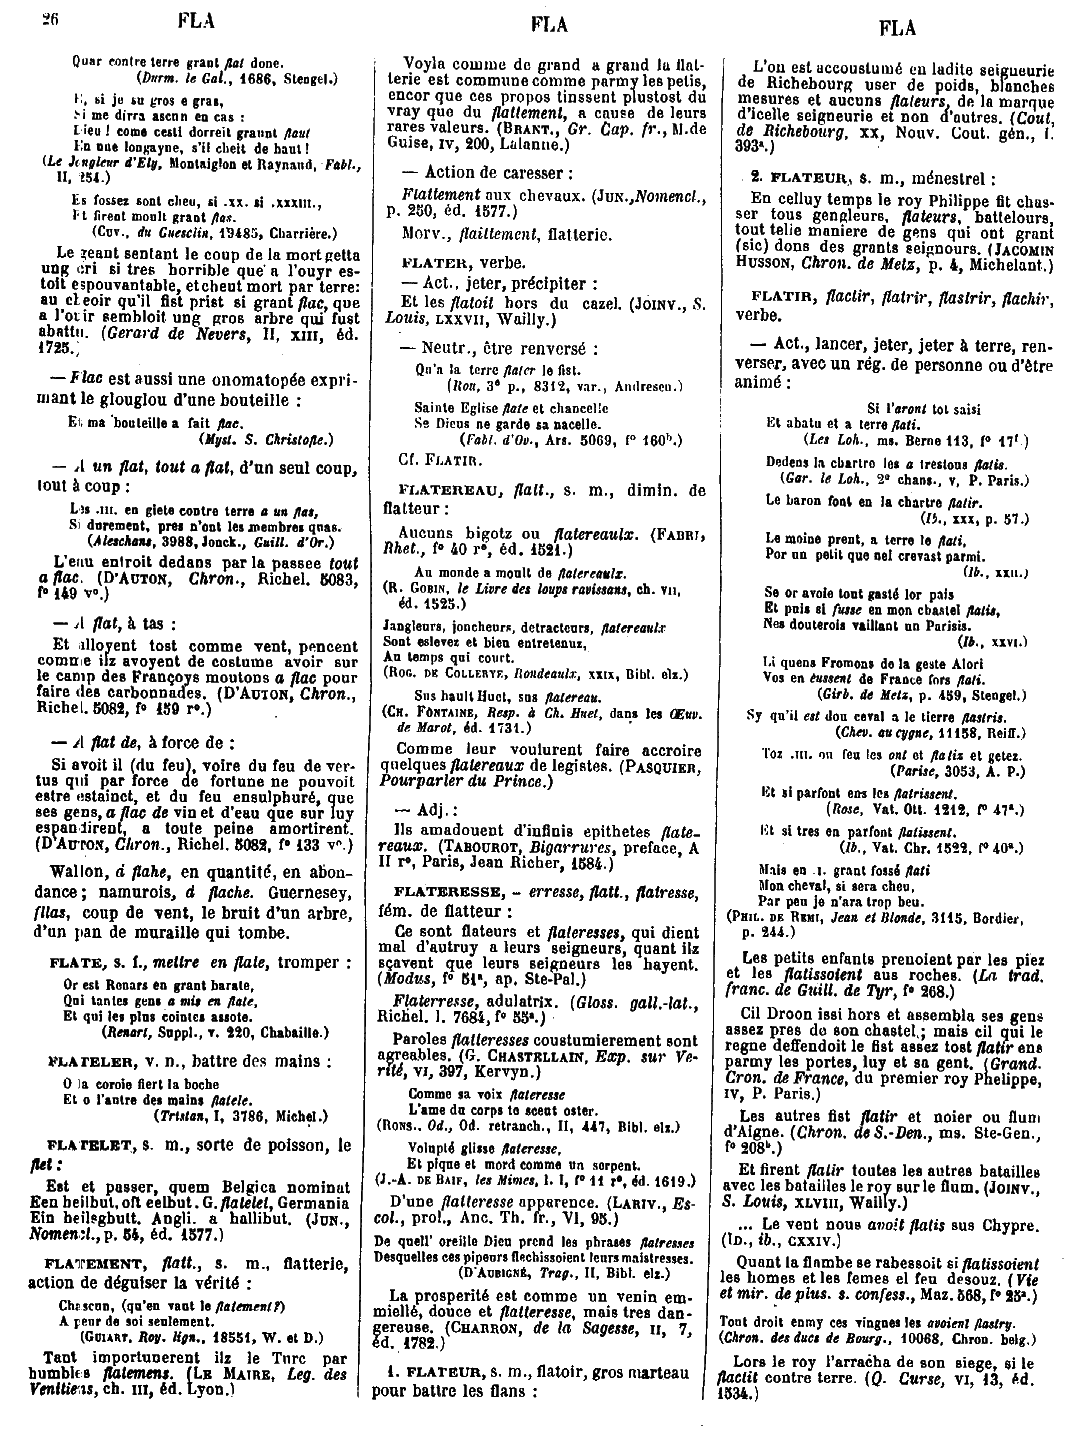 26
FLA
FLA
FLA
Quar contre terre grant flat done.
(Durm. le Gal., 1686, Stengel.)
E, si je su gros e gras,
Si me dirra ascun en cas :
Dieu ! come cesti dorreit graunt flaut
En une longayne, s'il cheit de haut !
(Le Jongleur d'Ely, Montaiglon et Raynaud, Fabl.,
II, 254.)
Es fossez sont cheu, si .xx. si .xxxiii.,
Et firent moult grant flas.
(Cuv., du Guesclin, 19485, Charrière.)
Le geant sentant le coup de la mort getta
ung cri si tres horrible que a l'ouyr es-
toit espouvantable, et cheut mort par terre:
au cheoir qu'il fist prist si grant flac, que
a l'ouir sembloit ung gros arbre qui fust
abattu. (Gerard de Nevers, II, XIII, éd.
1725.)
— Flac est aussi une onomatopée expri-
mant le glouglou d'une bouteille :
Et ma bouteille a fait flac.
(Myst. S. Christofle.)
— A un flat, tout a flat, d'un seul coup,
tout à coup :
Les .iii. en giete contre terre a un flas,
Si durement, pres n'ont les membres quas.
(Aleschans, 3988, Jonck., Guill. d'Or.)
L'eau entroit dedans par la passee tout
a flac. (D'AUTON, Chron., Richel. 5083,
f° 149 v°.)
— A flat, à tas :
Et alloyent tost comme vent, pencent
comme ilz avoyent de costume avoir sur
le camp des Françoys moutons a flac pour
faire des carbonnades. (D'AUTON, Chron.,
Richel. 5082, f° 159 r°.)
— A flat de, à force de :
Si avoit il (du feu), voire du feu de ver-
tus qui par force de fortune ne pouvoit
estre estainct, et du feu ensulphuré, que
ses gens, a flac de vin et d'eau que sur luy
espandirent, a toute peine amortirent.
(D'AUTON, Chron., Richel. 5082, f° 133 v°.)
Wallon, á flahe, en quantité, en abon-
dance ; namurois, á flache. Guernesey,
fllas, coup de vent, le bruit d'un arbre,
d'un pan de muraille qui tombe.
FLATE, s. f., mettre en flate, tromper :
Or est Renars en grant barate,
Qui tantes gens a mis en flate,
Et qui les plus cointes assote.
(Renart, Suppl., v. 220, Chabaille.)
FLATELER, v. n., battre des mains :
O la coroie fiert la boche
Et o l'antre des mains flatele.
(Tristan, I, 3786, Michel.)
FLATELET, s. m., sorte de poisson, le
flet :
Est et passer, quem Belgica nominat
Een heilbut, oft eelbut. G. flatelet, Germania
Ein heilegbutt. Angli. a hallibut. (JUN.,
Nomencl., p. 54, éd. 1577.)
FLATEMENT, flatt., s. m., flatterie,
action de déguiser la vérité :
Chascun, (qu'en vaut le flatement?)
A peur de soi seulement.
(GUIART, Roy. lign., 18551, W. et D.)
Tant importunerent ilz le Turc par
humbles flatemens. (LE MAIRE, Leg. des
Venitiens, ch. III, éd. Lyon.)
Voyla comme de grand a grand la flat-
terie est commune comme parmy les petis,
encor que ces propos tinssent plustost du
vray que du flattement, a cause de leurs
rares valeurs. (BRANT., Gr. Cap. fr., M. de
Guise, IV, 200, Lalanne.)
— Action de caresser :
Flattement aux chevaux. (JUN., Nomencl.,
p. 250, éd. 1577.)
Morv., flaittement, flatterie.
FLATER, verbe.
— Act., jeter, précipiter :
Et les flatoit hors du cazel. (JOINV., S.
Louis, LXXVII, Wailly.)
— Neutr., être renversé :
Qu'a la terre flater le fist.
(Rou, 3e p., 8312, var., Andresen.)
Sainte Eglise flate et chancelle
Se Dieus ne garde sa nacelle.
(Fabl. d'Ov., Ars. 5069, f° 160b.)
Cf. FLATIR.
FLATEREAU, flatt., s. m., dimin. de
flatteur :
Aucuns bigotz ou flatereaulx. (FABRI,
Rhet., f° 40 r°, éd. 1521.)
Au monde a moult de flatereaulx.
(R. GOBIN, le Livre des loups ravissans, ch. VII,
éd. 1525.)
Jangleurs, joncheurs, detracteurs, flatereaulx
Sont eslevez et bien entretenuz,
Au temps qui court.
(ROG. DE COLLERYE, Rondeaulx, XXIX, Bibl. elz.)
Sus hault Huet, sus flatereau.
(CH. FONTAINE, Resp. à Ch. Huet, dans les Œuv.
de Marot, éd. 1731.)
Comme leur voulurent faire accroire
quelques flatereaux de legistes. (PASQUIER,
Pourparler du Prince.)
— Adj. :
Ils amadouent d'infinis epithetes flate-
reaux. (TABOUROT, Bigarrures, preface, A
II r°, Paris, Jean Richer, 1584.)
FLATERESSE, - erresse, flatt., flatresse,
fém. de flatteur :
Ce sont flateurs et flateresses, qui dient
mal d'autruy a leurs seigneurs, quant ilz
sçavent que leurs seigneurs les hayent.
(Modus, f° 51a, ap. Ste-Pal.)
Flaterresse, adulatrix. (Gloss. gall.-lat.,
Richel. l. 7684, f° 55a.)
Paroles flatteresses coustumierement sont
agreables. (G. CHASTELLAIN, Exp. sur Ve-
rité, VI, 397, Kervyn.)
Comme sa voix flateresse
L'ame du corps te sceut oster.
(RONS., Od., Od. retranch., II, 447, Bibl. elz.)
Volupté glisse flateresse,
Et pique et mord comme un serpent.
(J.-A. DE BAIF, les Mimes, l. I, f° 11 r°, éd. 1619.)
D'une flatteresse apparence. (LARIV., Es-
col., prol., Anc. Th. fr., VI, 95.)
De quell' oreille Dieu prend les phrases flatresses
Desquelles ces pipeurs flechissoient leurs maistresses.
(D'AUBIGNÉ, Trag., II, Bibl. elz.)
La prosperité est comme un venin em-
miellé, douce et flatteresse, mais tres dan-
gereuse. (CHARRON, de la Sagesse, II, 7,
éd. 1782.)
1. FLATEUR, s. m., flatoir, gros marteau
pour battre les flans :
L'on est accoustumé en ladite seigneurie
de Richebourg user de poids, blanches
mesures et aucuns flateurs, de la marque
d'icelle seigneurie et non d'autres. (Cout.
de Richebourg, XX, Nouv. Cout. gén., I.
393a.)
2. FLATEUR, s. m., ménestrel :
En celluy temps le roy Philippe fit chas-
ser tous gengleurs, flateurs, battelours,
tout telie maniere de gens qui ont grant
(sic) dons des grants seignours. (JACOMIN
HUSSON, Chron. de Metz, p. 4, Michelant.)
FLATIR, flactir, flatrir, flastrir, flachir,
verbe.
— Act., lancer, jeter, jeter à terre, ren-
verser, avec un rég. de personne ou d'être
animé :
Si l'aront tot saisi
Et abatu et a terre flati.
(Les Loh., ms. Berne 113, f° 17f.)
Dedens la chartro les a trestous flatis.
(Gar. le Loh., 2e chans., V, P. Paris.)
Le baron font en la chartre flatir.
(Ib., XXX, p. 57.)
Le moine prent, a terre le flati,
Por un petit que nel crevast parmi.
(Ib., XXII.)
Se or avoie tout gasté lor pais
Et puis si fusse en mon chastel flatis,
Nes douterois vaillant un Parisis.
(Ib., XXVI.)
Li quens Fromons de la geste Alori
Vos en eussent de France fors flati.
(Girb. de Metz, p. 459, Stengel.)
Sy qu'il est dou ceval a le tierre flastris.
(Chev. au cygne, 11158, Reiff.)
Toz .iii. ou feu les ont et flatis et getez.
(Parise, 3053, A. P.)
Et si parfont ens les flatrissent.
(Rose, Vat. Ott. 1212, f° 47a.)
Et si tres en parfont flatissent.
(Ib., Vat. Chr. 1522, f° 40a.)
Mais en .i. grant fossé flati
Mon cheval, si sera cheu,
Par peu je n'ara trop beu.
(PHIL. DE REMI, Jean et Blonde, 3115, Bordier,
p. 244.)
Les petits enfants prenoient par les piez
et les flatissoient aus roches. (La trad.
franc. de Guill. de Tyr, f° 268.)
Cil Droon issi hors et assembla ses gens
assez pres de son chastel ; mais cil qui le
regne deffendoit le fist assez tost flatir ens
parmy les portes, luy et sa gent. (Grand.
Cron. de France, du premier roy Phelippe,
IV, P. Paris.)
Les autres fist flatir et noier ou flum
d'Aigne. (Chron. de S.-Den., ms. Ste-Gen.,
f° 208b.)
Et firent flatir toutes les autres batailles
avec les batailles le roy sur le flum. (JOINV.,
S. Louis, XLVIII, Wailly.)
... Le vent nous avoit flatis sus Chypre.
(ID., ib., CXXIV.)
Quant la flambe se rabessoit si flatissoient
les homes et les femes el feu desouz. (Vie
et mir. de plus. s. confess., Maz. 568, f° 25a.)
Tout droit enmy ces vingnes les avoient flastry.
(Chron. des ducs de Bourg., 10068, Chron. belg.)
Lors le roy l'arracha de son siege, si le
flactit contre terre. (Q. Curse, VI, 13, éd.
1534.)